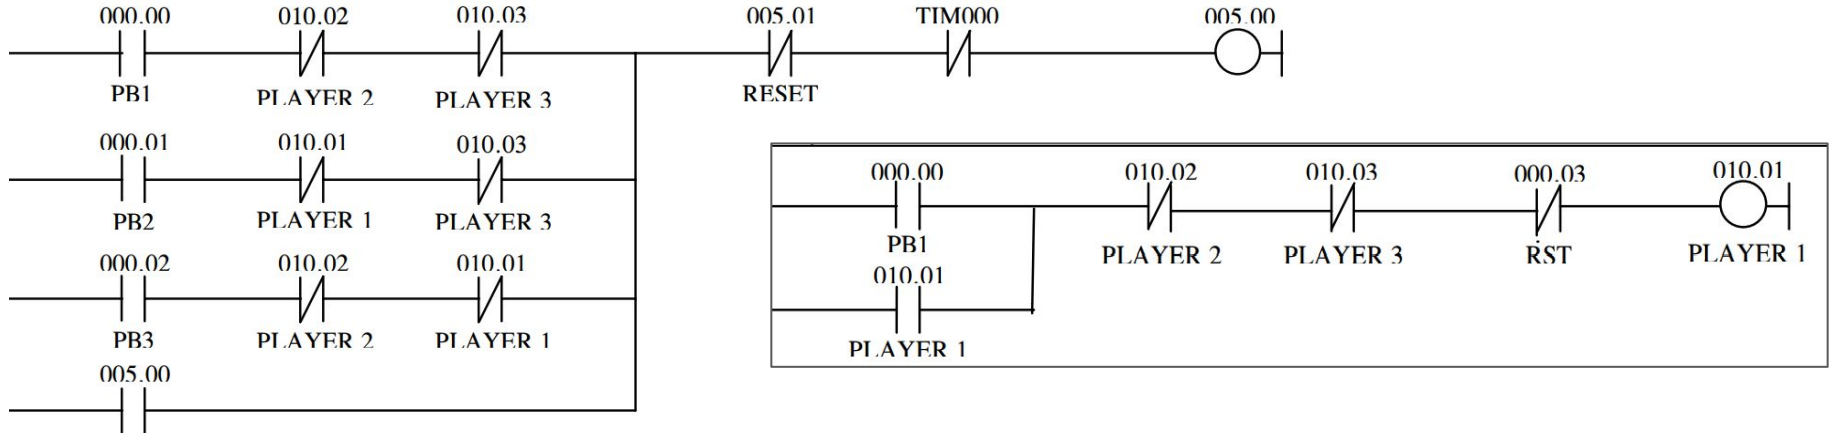 000.00 010.02 010.03 005.01 TIM000 005.00
PB1 PLAYER 2 PLAYER 3 RESET
000.01 010.01 010.03
PB2 PLAYER 1 PLAYER 3
000.02 010.02 010.01
PB3 PLAYER 2 PLAYER 1
005.00
000.00 010.02 010.03 000.03 010.01
PB1 PLAYER 2 PLAYER 3 RST PLAYER 1
010.01
PLAYER 1